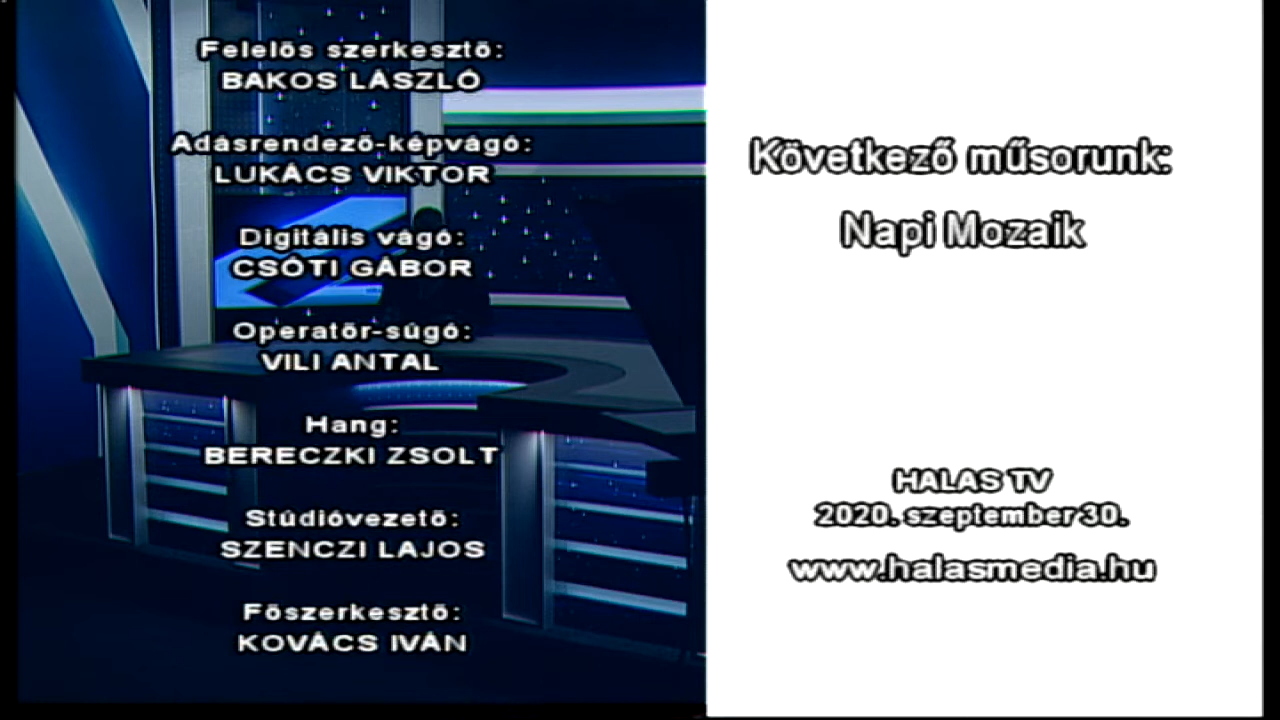 Felelős szerkesztő:
BAKOS LÁSZLÓ
Adásrendező-képvágó:
LUKÁCS VIKTOR
Digitális vágó:
CSÓTI GÁBOR
Operatőr-súgó:
VILI ANTAL
Hang:
BERECZKI ZSOLT
Stúdióvezető:
SZENCZI LAJOS
Főszerkesztő:
KOVÁCS IVÁN
Következő műsorunk:
Napi Mozaik
HALAS TV
2020. szeptember 30.
www.halasmedia.hu